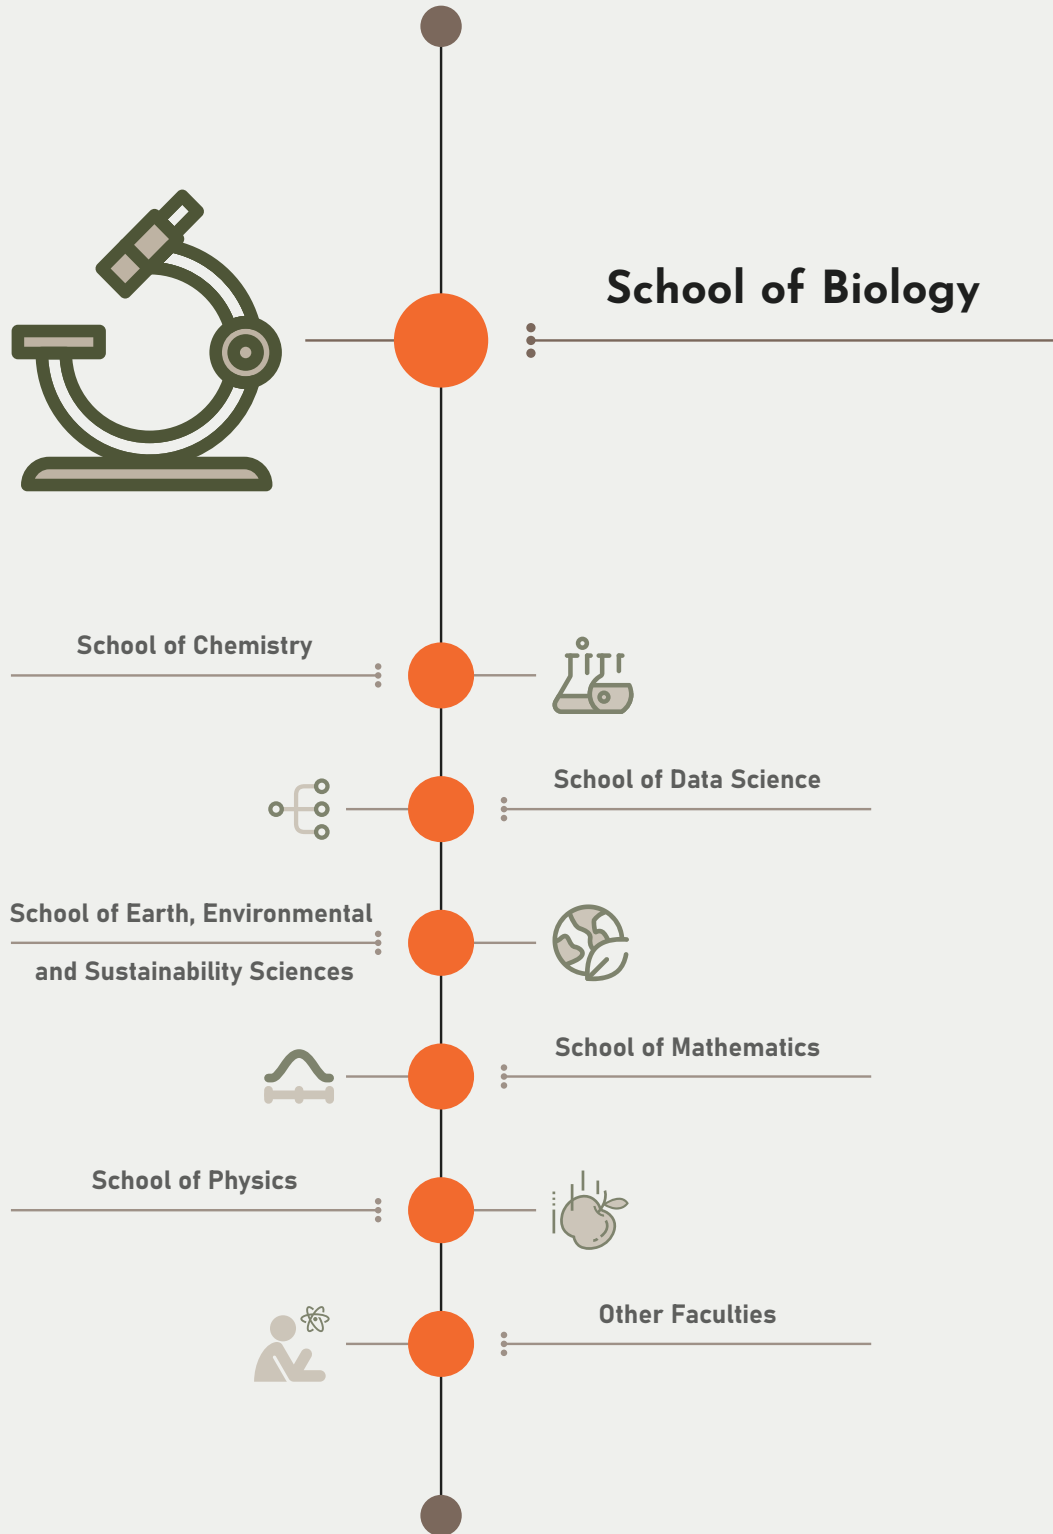 School of Biology
School of Chemistry
School of Data Science
School of Earth, Environmental
and Sustainability Sciences
School of Mathematics
School of Physics
Other Faculties